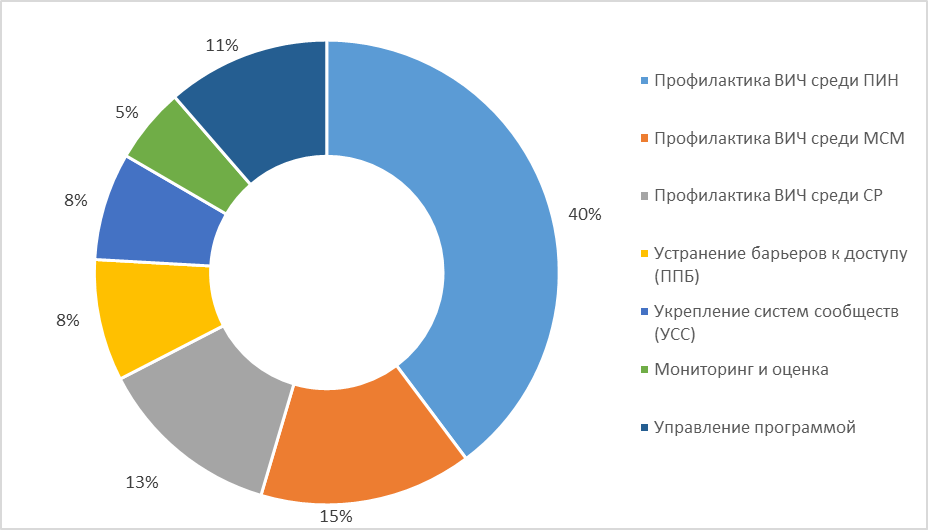 11%
5%
8%
40%
8%
13%
15%
Профилактика ВИЧ среди ПИН
Профилактика ВИЧ среди МСМ
Профилактика ВИЧ среди СР
Устранение барьеров к доступу
(ППБ)
Укрепление систем сообществ
(УСС)
Мониторинг и оценка
Управление программой